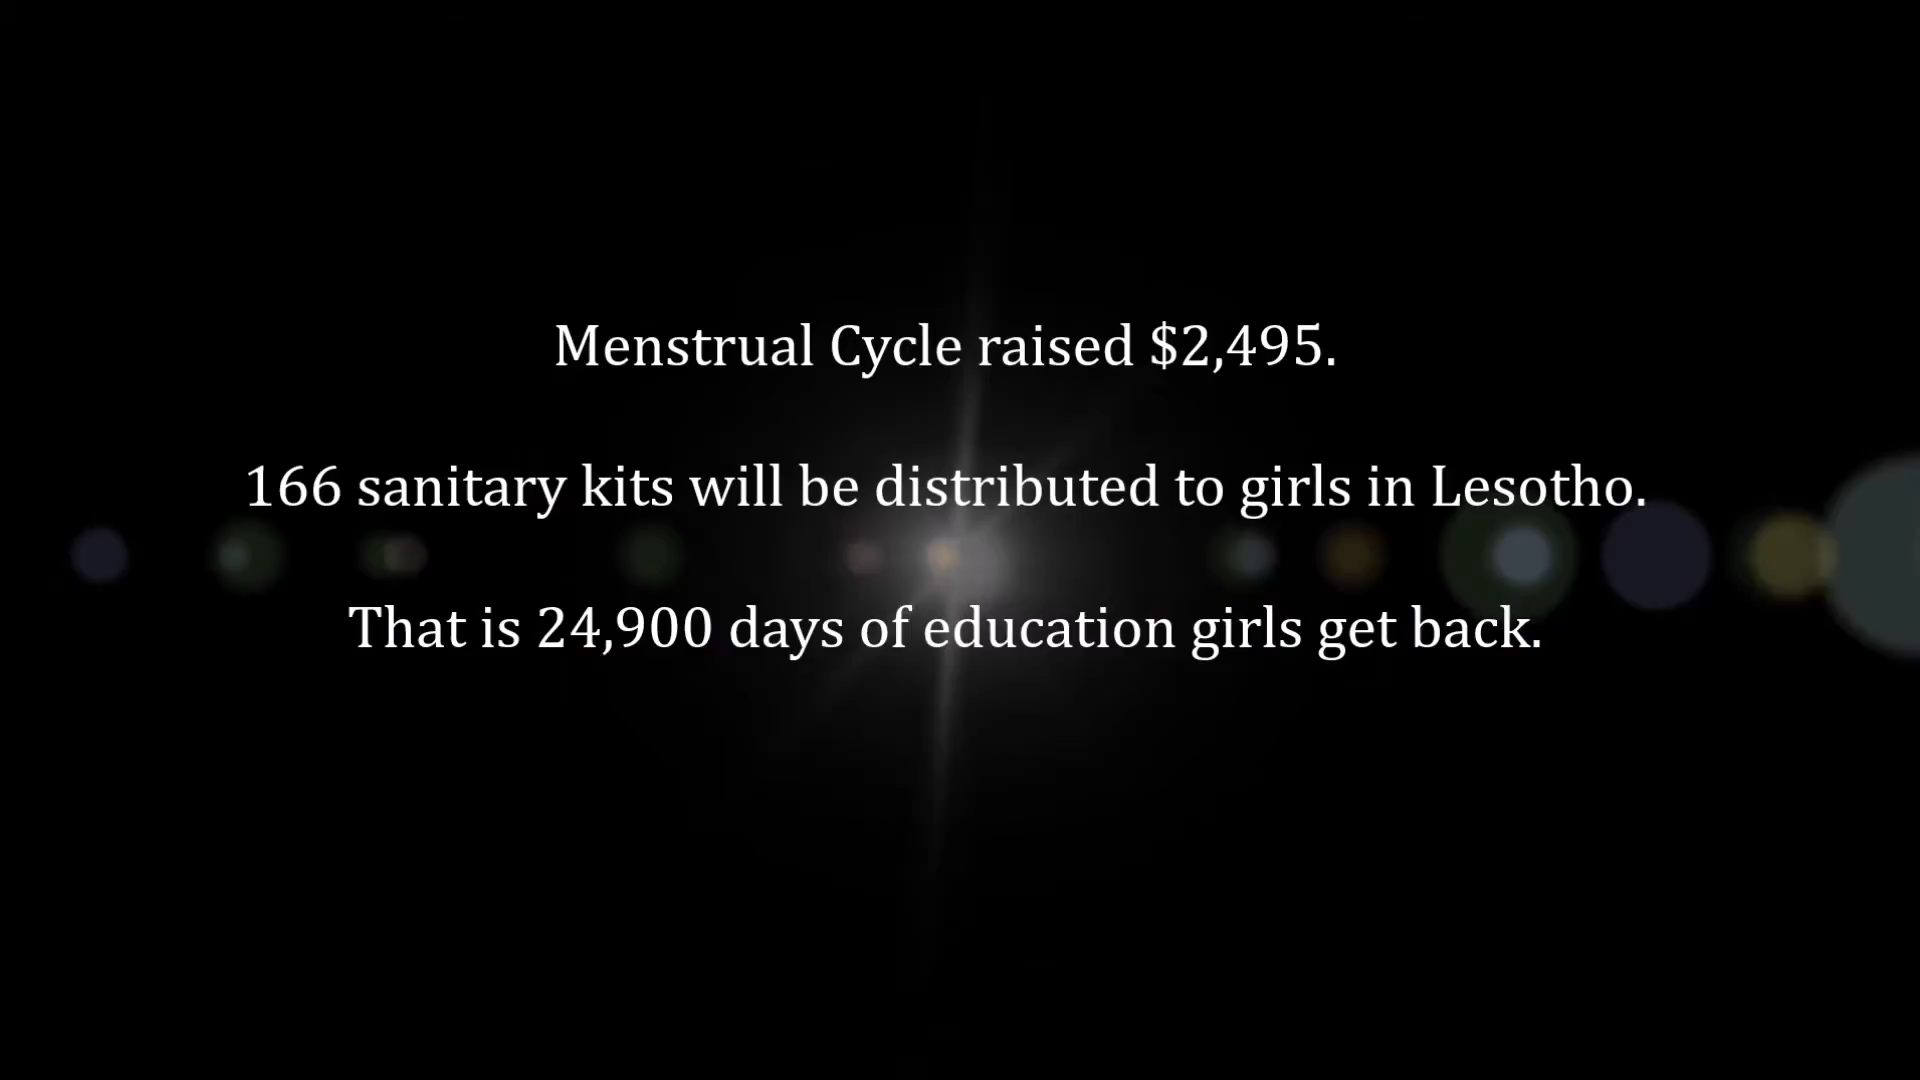 Menstrual Cycle raised $2,495.
166 sanitary kits will be distributed to girls in Lesotho.
That is 24,900 days of education girls get back.